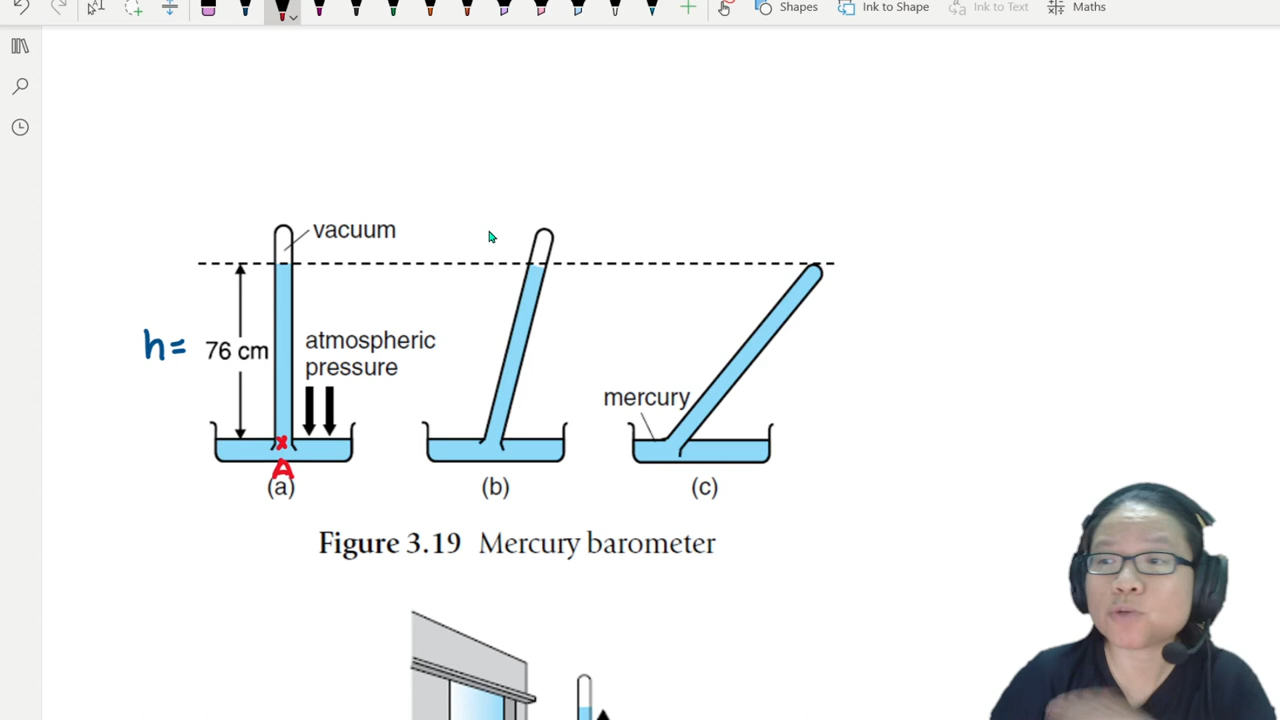 Shapes
Ink to Shape
Ink to Text
Maths
vacuum
h= 76 cm
atmospheric
pressure
mercury
A
(a)
(b)
(c)
Figure 3.19 Mercury barometer